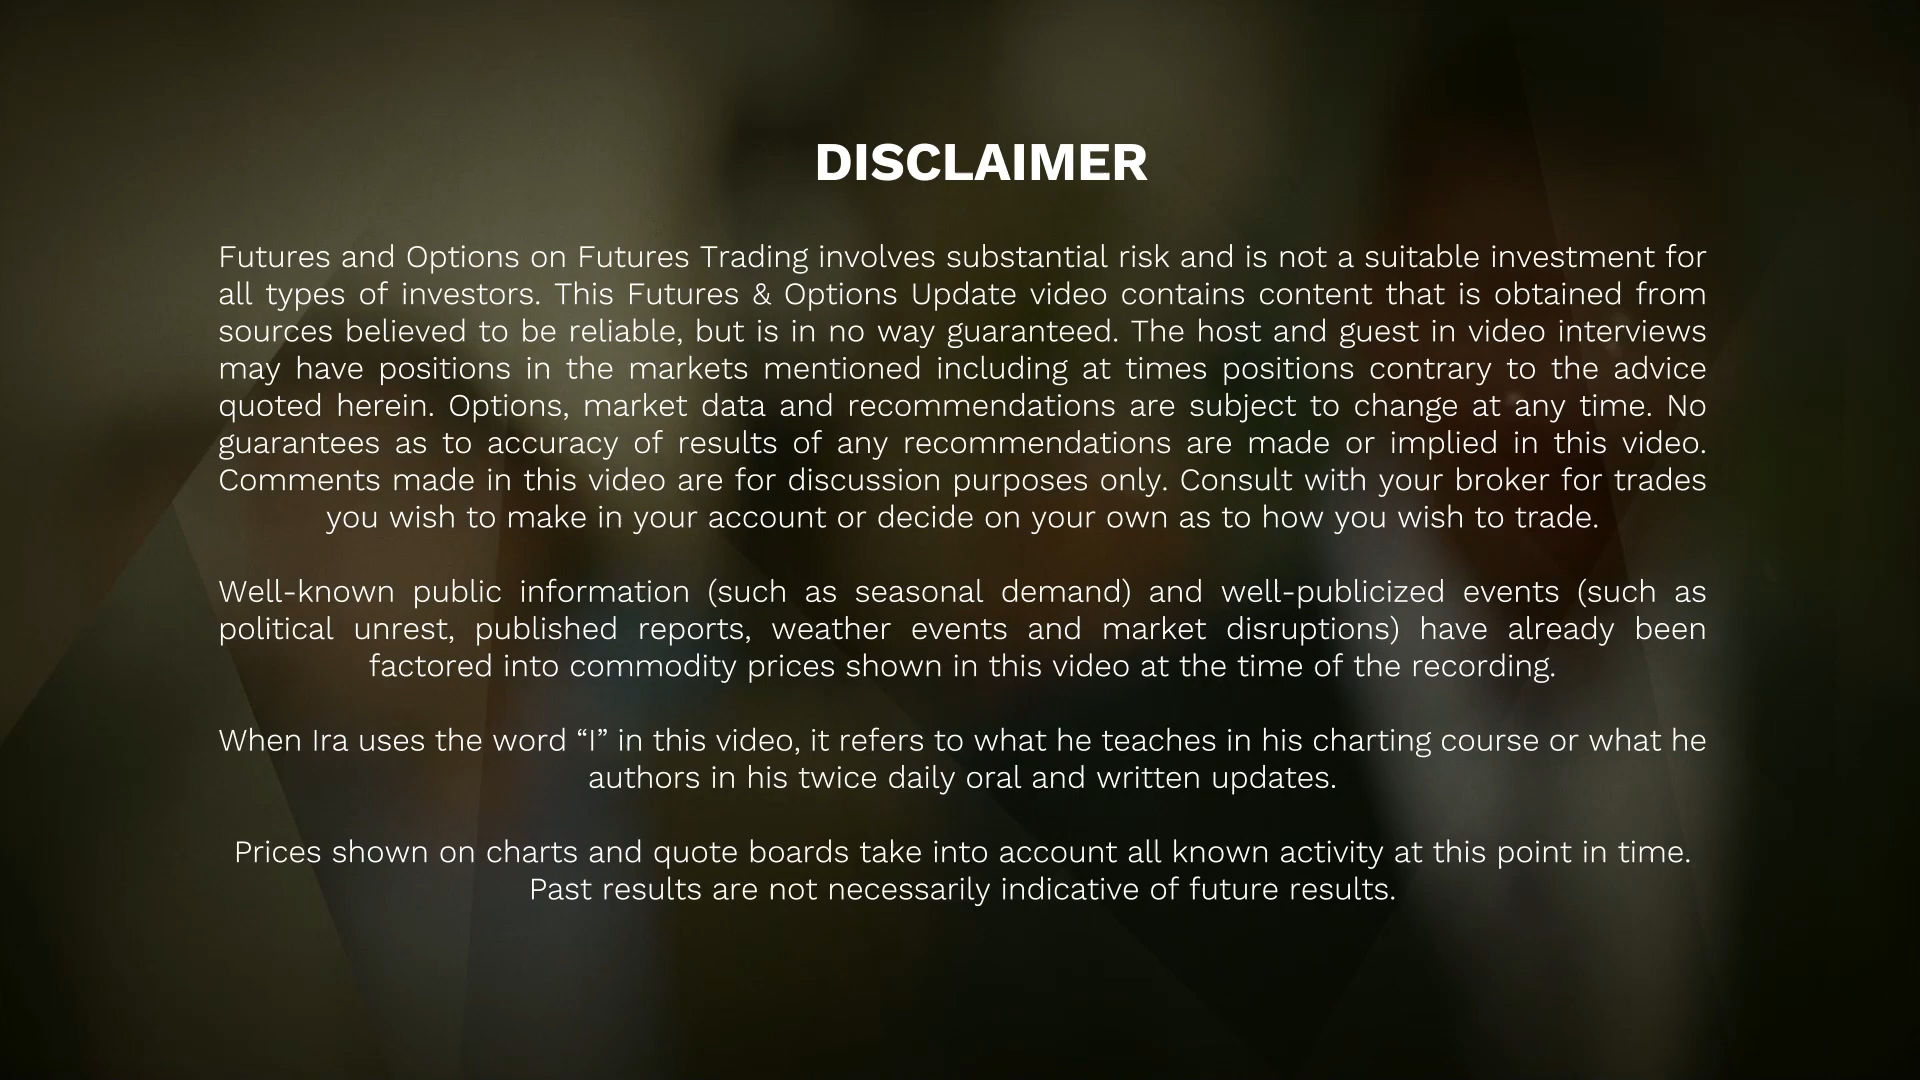 DISCLAIMER
Futures and Options on Futures Trading involves substantial risk and is not a suitable investment for
all types of investors. This Futures & Options Update video contains content that is obtained from
sources believed to be reliable, but is in no way guaranteed. The host and guest in video interviews
may have positions in the markets mentioned including at times positions contrary to the advice
quoted herein. Options, market data and recommendations are subject to change at any time. No
guarantees as to accuracy of results of any recommendations are made or implied in this video.
Comments made in this video are for discussion purposes only. Consult with your broker for trades
you wish to make in your account or decide on your own as to how you wish to trade.
Well-known public information (such as seasonal demand) and well-publicized events (such as
political unrest, published reports, weather events and market disruptions) have already been
factored into commodity prices shown in this video at the time of the recording.
When Ira uses the word “I” in this video, it refers to what he teaches in his charting course or what he
authors in his twice daily oral and written updates.
Prices shown on charts and quote boards take into account all known activity at this point in time.
Past results are not necessarily indicative of future results.